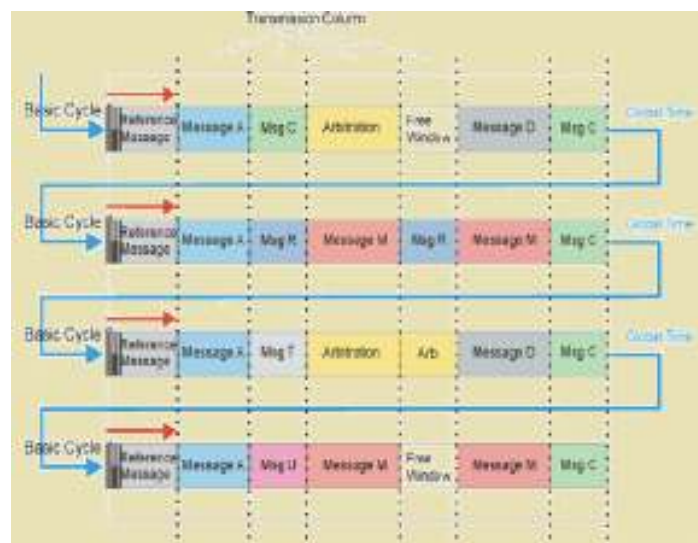 Transmission Column
Basic Cycle
Reference
Message
Message A
Msg C
Arbitration
Free
Window
Message D
Msg C
Global Time
Basic Cycle
Reference
Message
Message A
Msg R
Message M
Msg R
Message M
Msg C
Global Time
Basic Cycle
Reference
Message
Message A
Msg T
Arbitration
Arb
Message D
Msg C
Global Time
Basic Cycle
Reference
Message
Message A
Msg U
Message M
Free
Window
Message M
Msg C